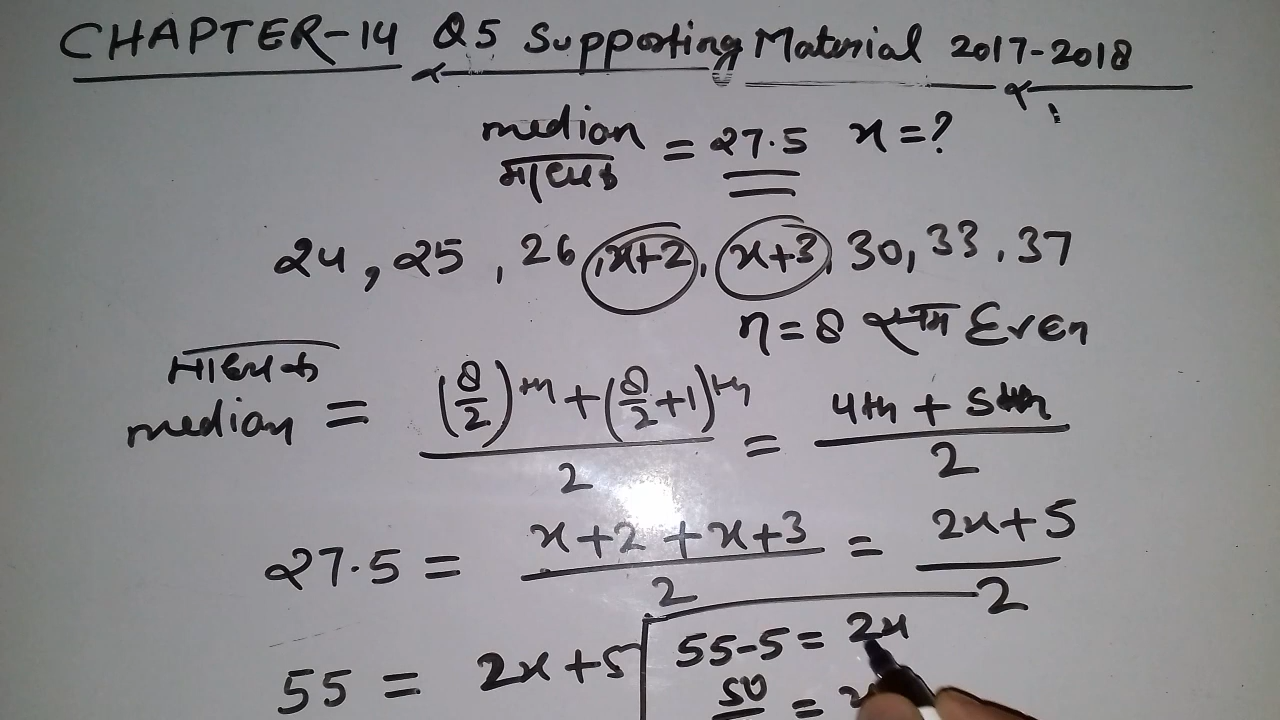 CHAPTER-14 Q5 Supporting Material 2017-2018
median = 27.5 x=?
माध्यक
24, 25, 26, x+2, x+3, 30, 33, 37
n=8 सम Even
माध्यक
median = (8/2)th + (8/2+1)th / 2 = 4th + 5th / 2
27.5 = x+2+x+3 / 2 = 2x+5 / 2
55 = 2x+5
55-5 = 2x
50 =